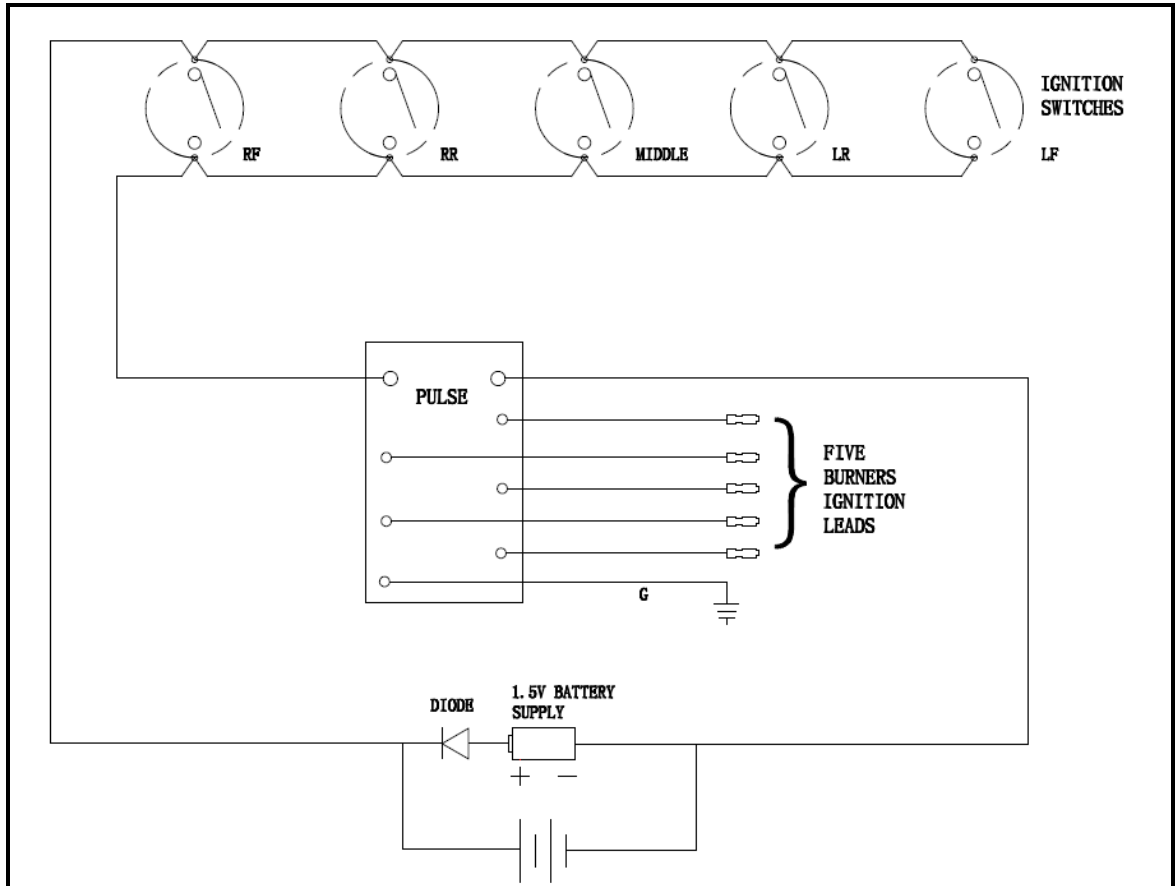 IGNITION
SWITCHES
RF
RR
MIDDLE
LR
LF
PULSE
FIVE
BURNERS
IGNITION
LEADS
G
DIODE
1.5V BATTERY
SUPPLY
+ −